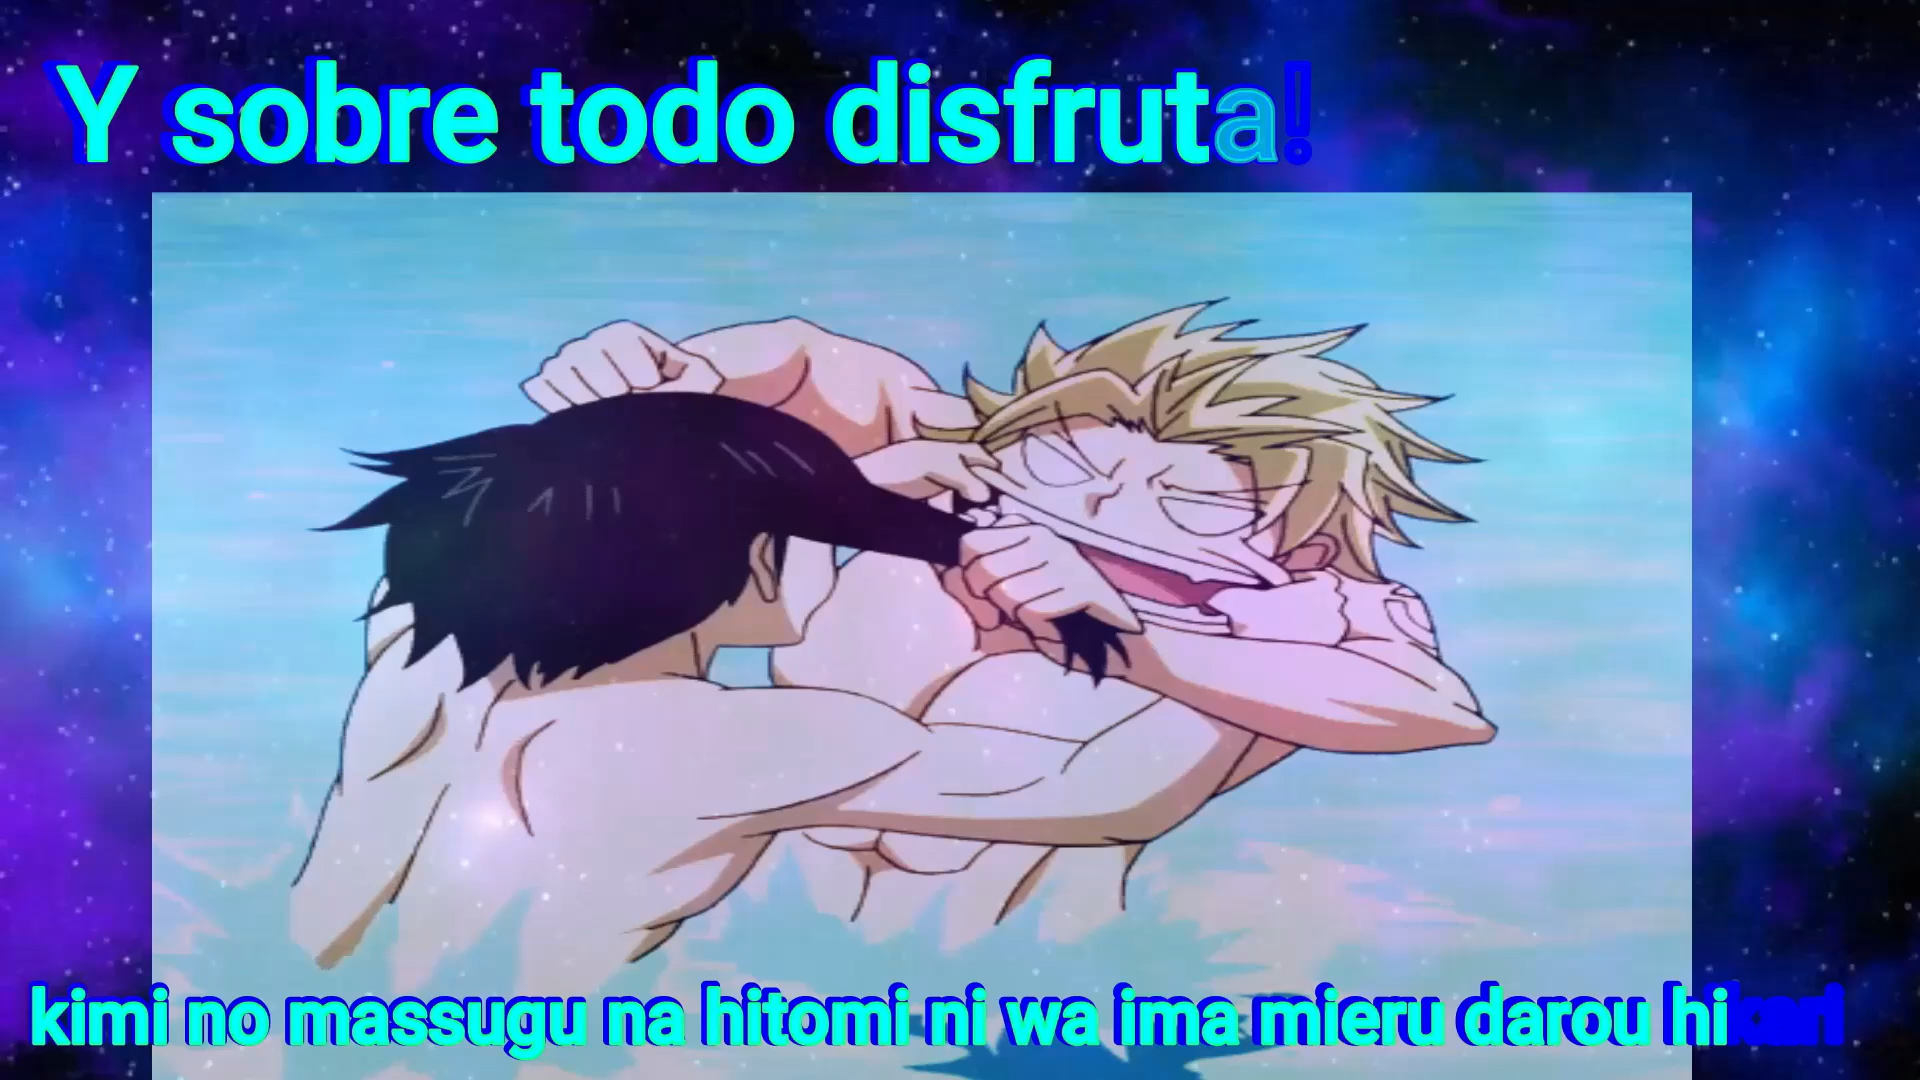 Y sobre todo disfruta!
kimi no massugu na hitomi ni wa ima mieru darou hikari